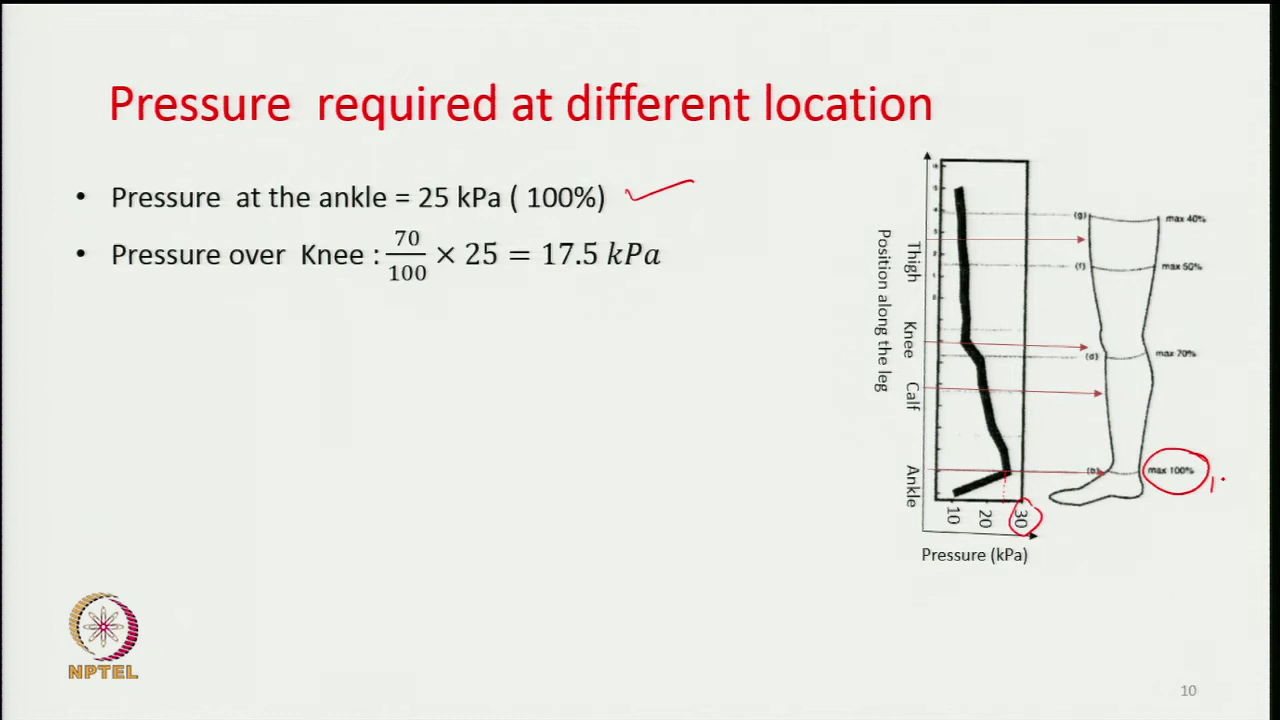 Pressure required at different location
• Pressure at the ankle = 25 kPa ( 100%)
• Pressure over Knee : 70/100 × 25 = 17.5 kPa
Position along the leg
Thigh
Knee
Calf
Ankle
10
20
30
Pressure (kPa)
(g)
max 40%
(f)
max 50%
(d)
max 70%
(b)
max 100%
NPTEL
10